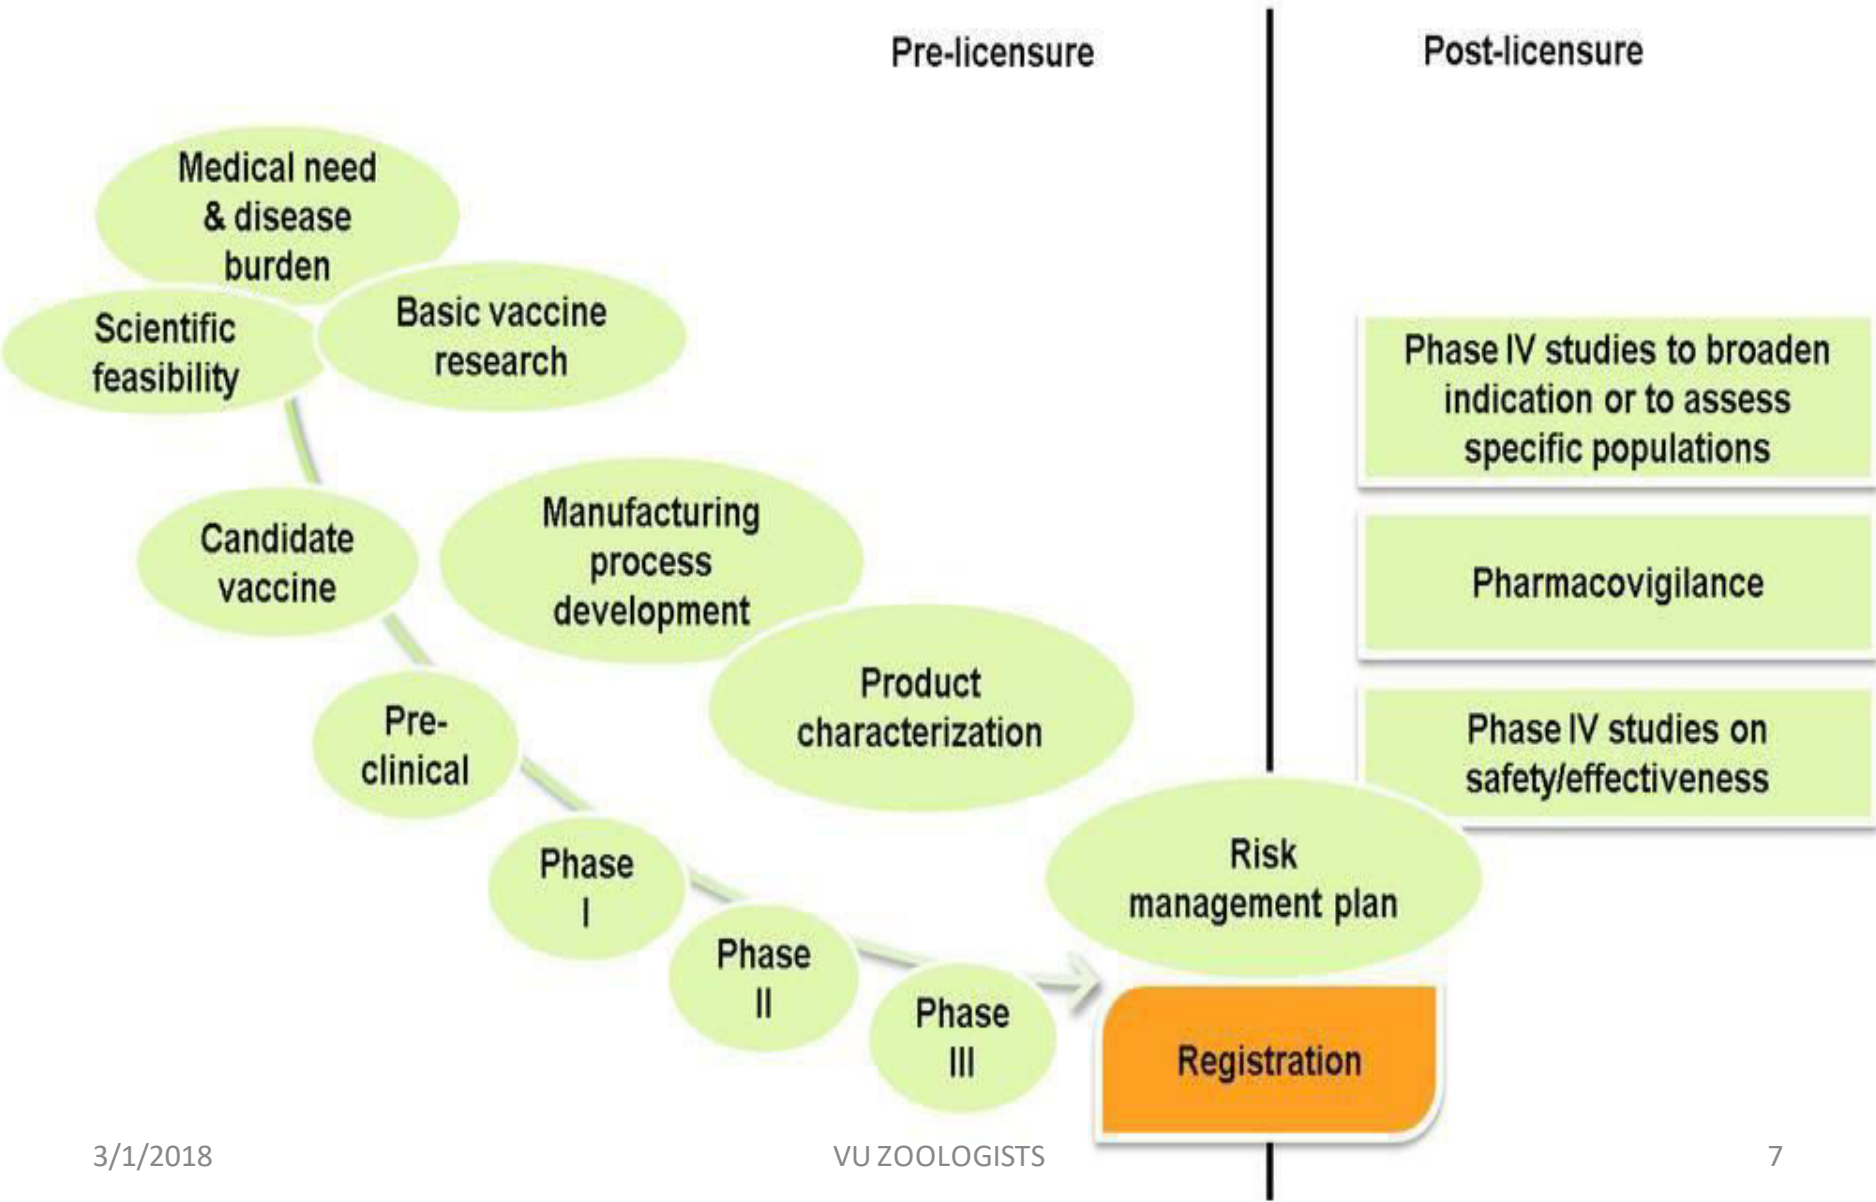 Pre-licensure
Post-licensure
Medical need
& disease
burden
Scientific
feasibility
Basic vaccine
research
Candidate
vaccine
Manufacturing
process
development
Product
characterization
Pre-
clinical
Phase
I
Phase
II
Phase
III
Risk
management plan
Registration
Phase IV studies to broaden
indication or to assess
specific populations
Pharmacovigilance
Phase IV studies on
safety/effectiveness
3/1/2018
VU ZOOLOGISTS
7